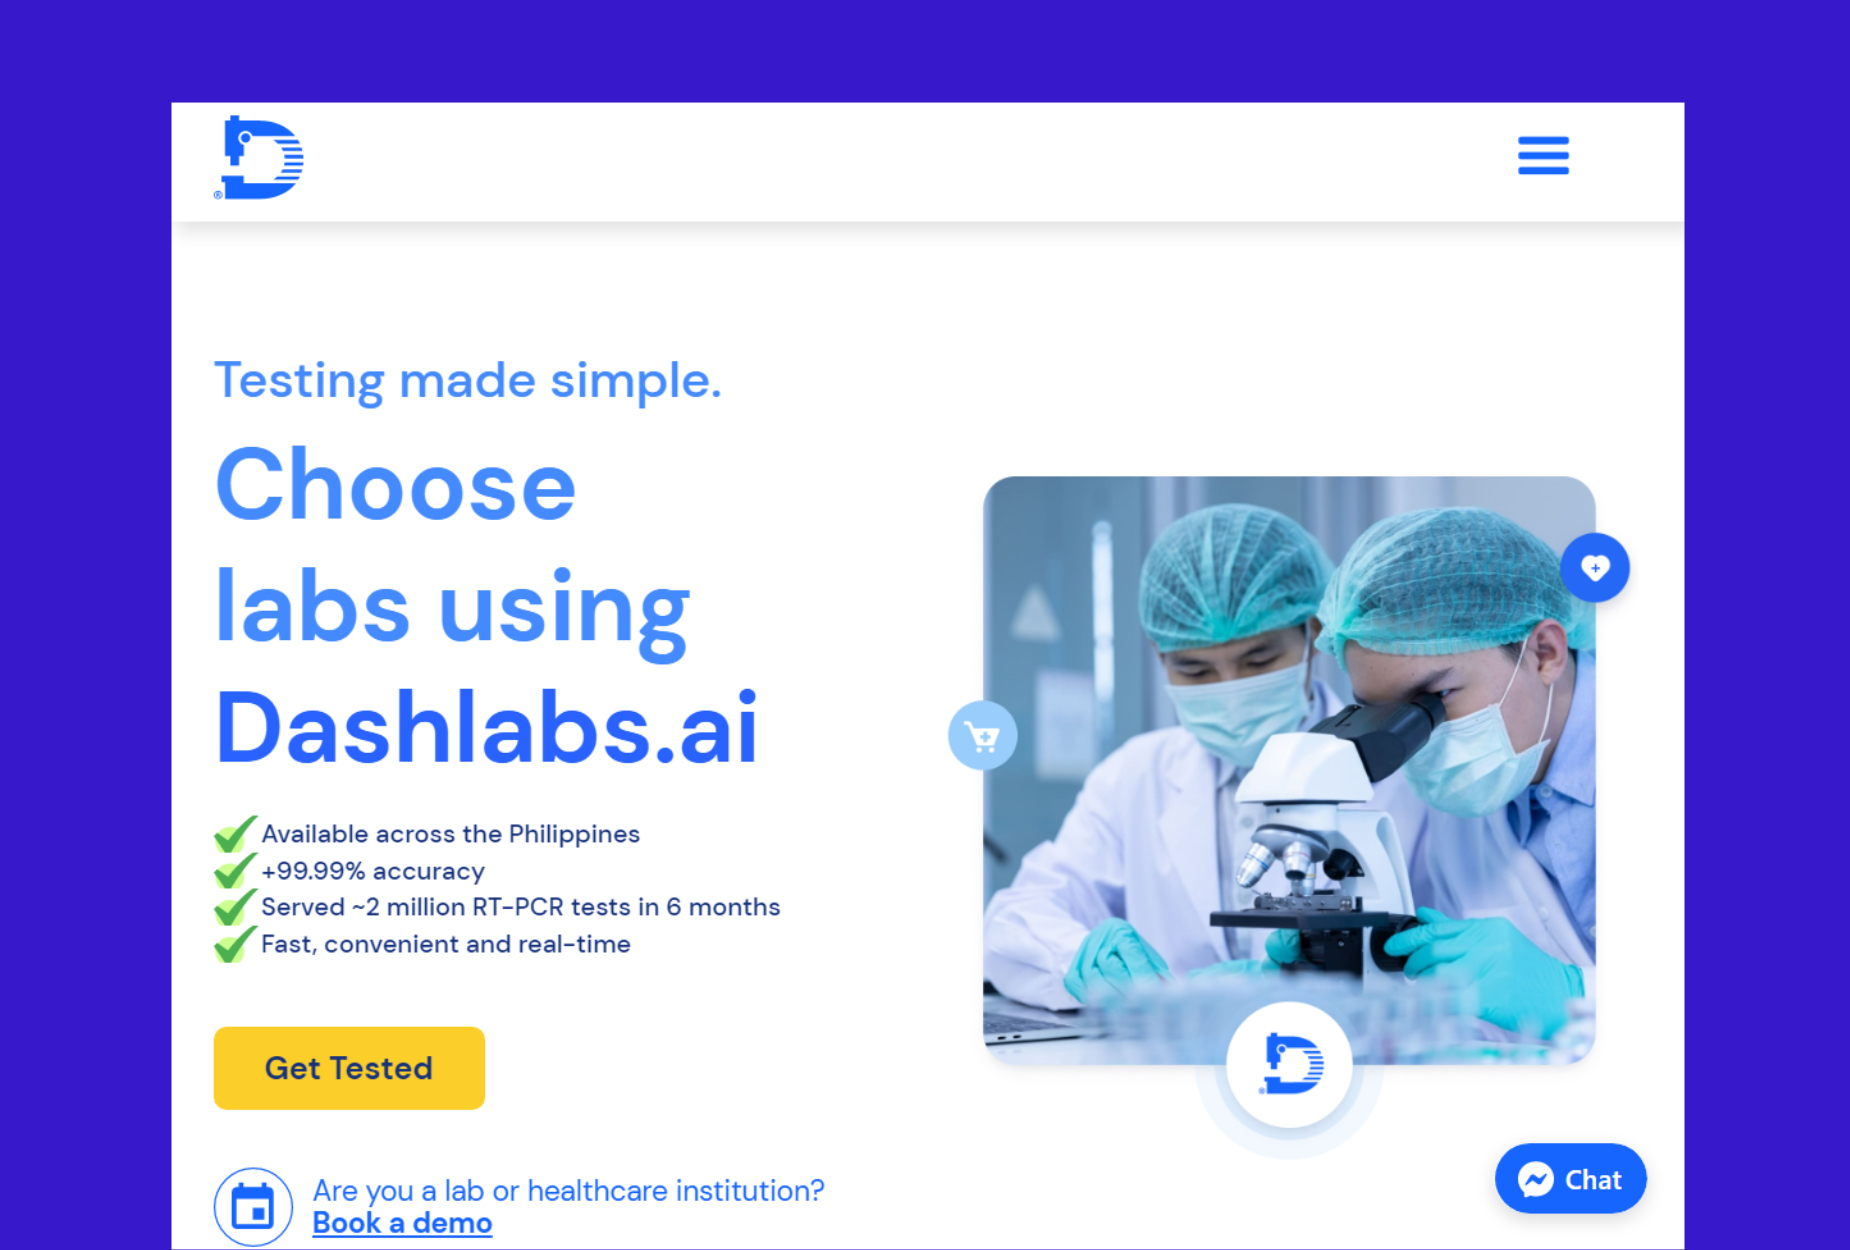 ®
Testing made simple.
Choose
labs using
Dashlabs.ai
Available across the Philippines
+99.99% accuracy
Served ~2 million RT-PCR tests in 6 months
Fast, convenient and real-time
Get Tested
Are you a lab or healthcare institution?
Book a demo
Chat